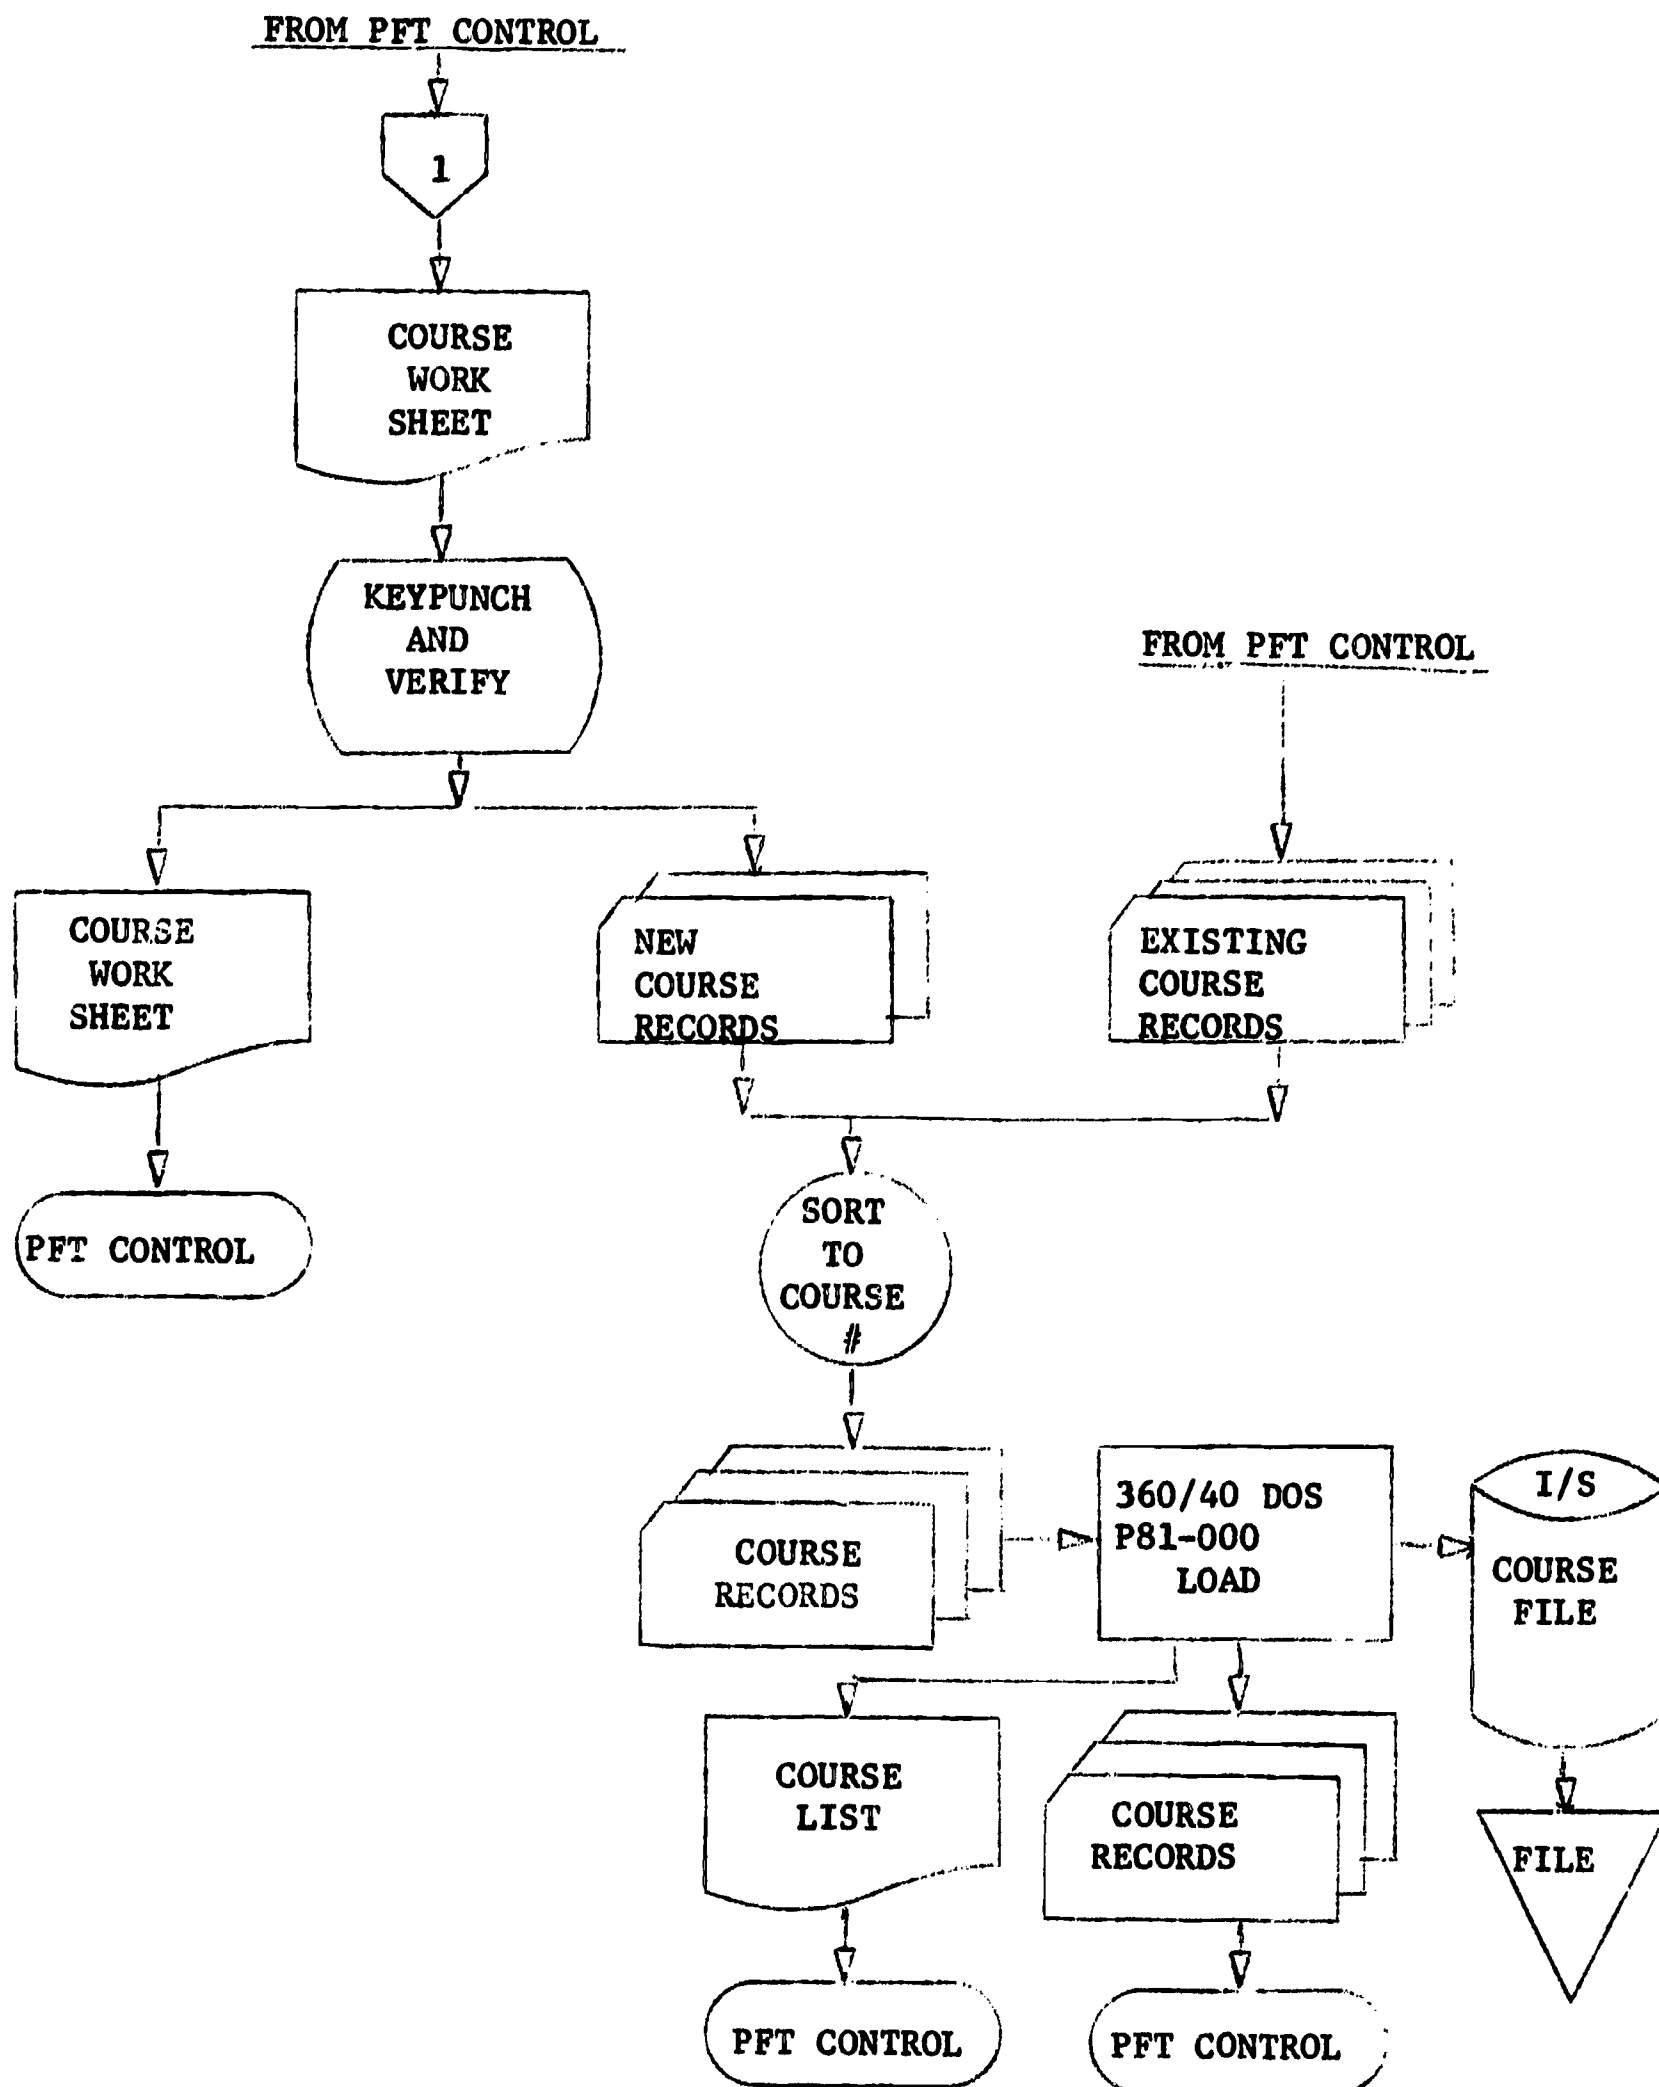 FROM PFT CONTROL
1
COURSE
WORK
SHEET
KEYPUNCH
AND
VERIFY
FROM PFT CONTROL
COURSE
WORK
SHEET
NEW
COURSE
RECORDS
EXISTING
COURSE
RECORDS
PFT CONTROL
SORT
TO
COURSE
#
COURSE
RECORDS
360/40 DOS
P81-000
LOAD
I/S
COURSE
FILE
COURSE
LIST
COURSE
RECORDS
FILE
PFT CONTROL
PFT CONTROL